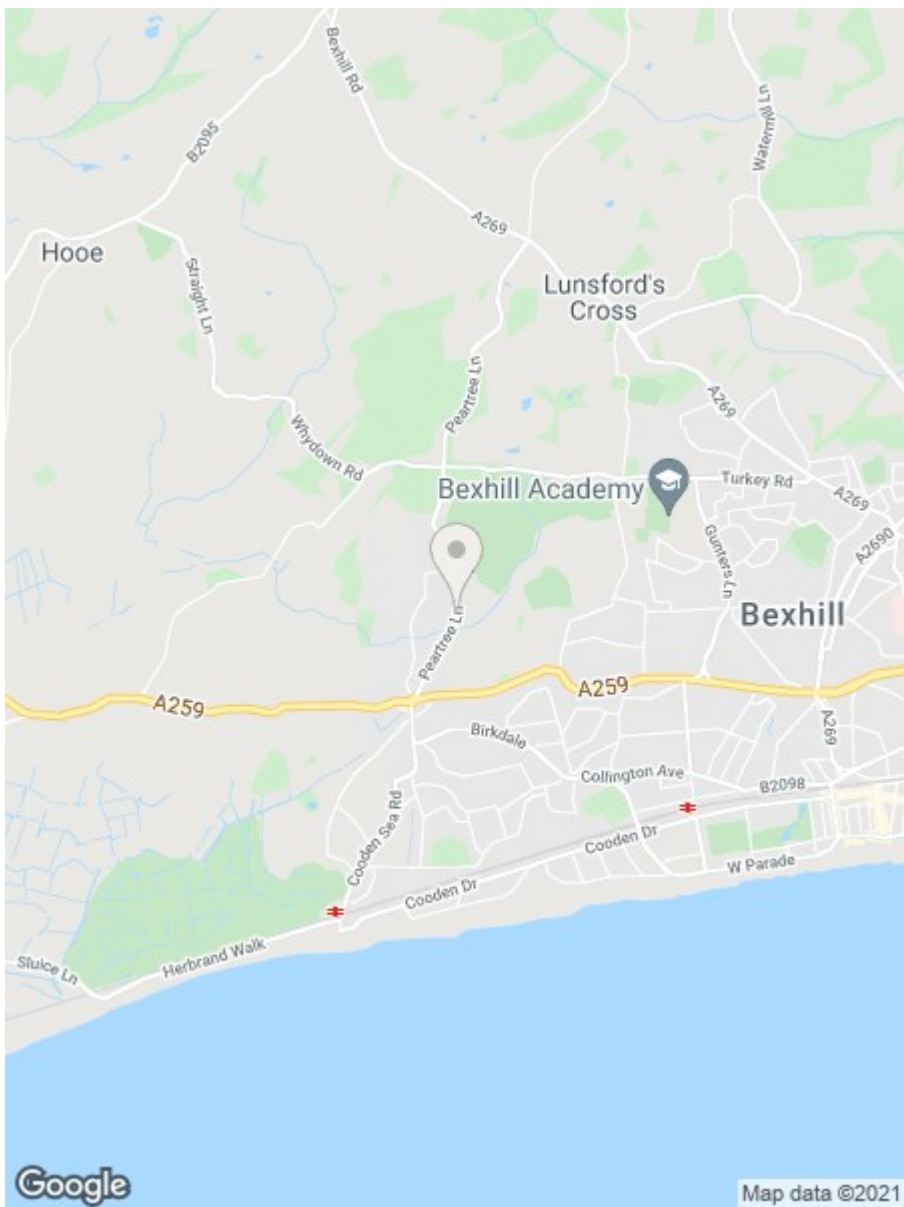 Bexhill Rd
Watermill Ln
B2095
A269
Hooe
Straight Ln
Lunsford's
Cross
Peartree Ln
A269
Whydown Rd
Bexhill Academy
Turkey Rd
A269
A2690
Gunters Ln
Bexhill
Peartree Ln
A259
A259
A269
Birkdale
Collington Ave
B2098
Cooden Sea Rd
Cooden Dr
W Parade
Cooden Dr
Herbrand Walk
Sluice Ln
Google
Map data ©2021